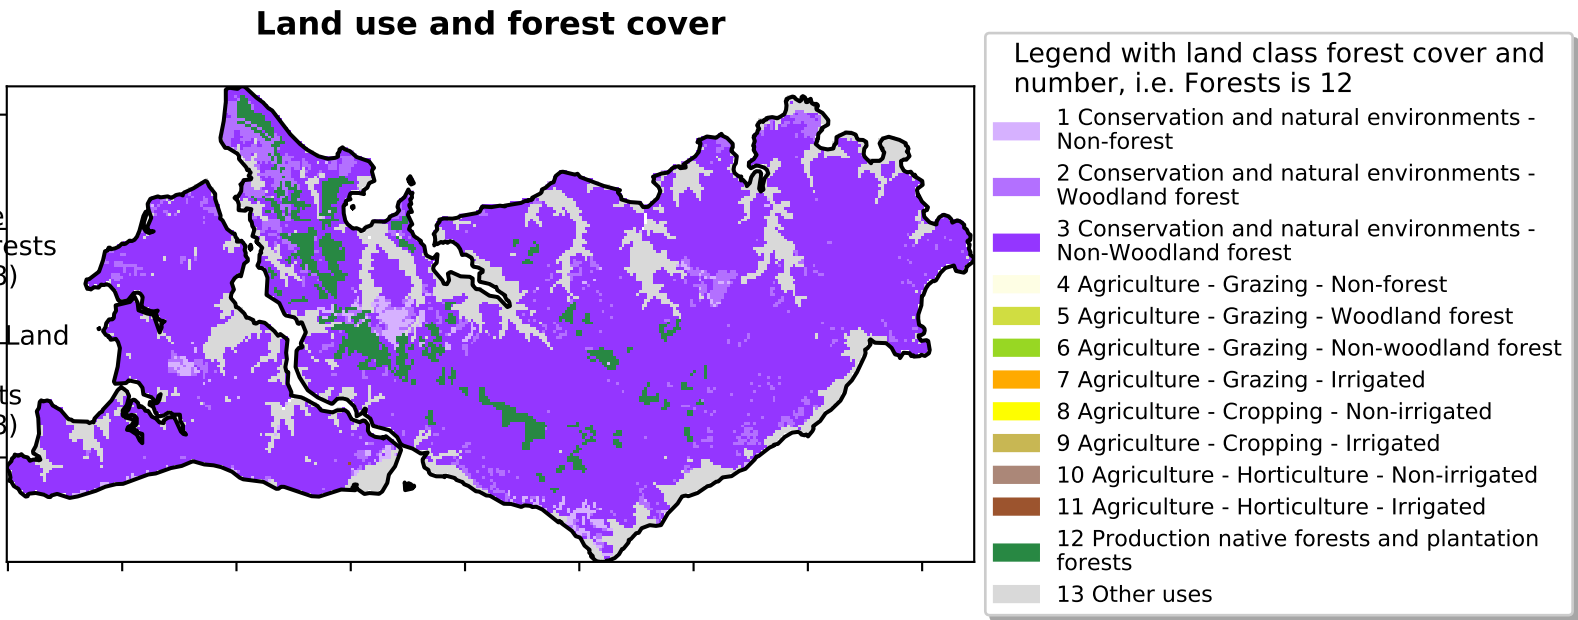 Land use and forest cover
Legend with land class forest cover and
number, i.e. Forests is 12
1 Conservation and natural environments -
Non-forest
2 Conservation and natural environments -
Woodland forest
3 Conservation and natural environments -
Non-Woodland forest
4 Agriculture - Grazing - Non-forest
5 Agriculture - Grazing - Woodland forest
6 Agriculture - Grazing - Non-woodland forest
7 Agriculture - Grazing - Irrigated
8 Agriculture - Cropping - Non-irrigated
9 Agriculture - Cropping - Irrigated
10 Agriculture - Horticulture - Non-irrigated
11 Agriculture - Horticulture - Irrigated
12 Production native forests and plantation
forests
13 Other uses
Land